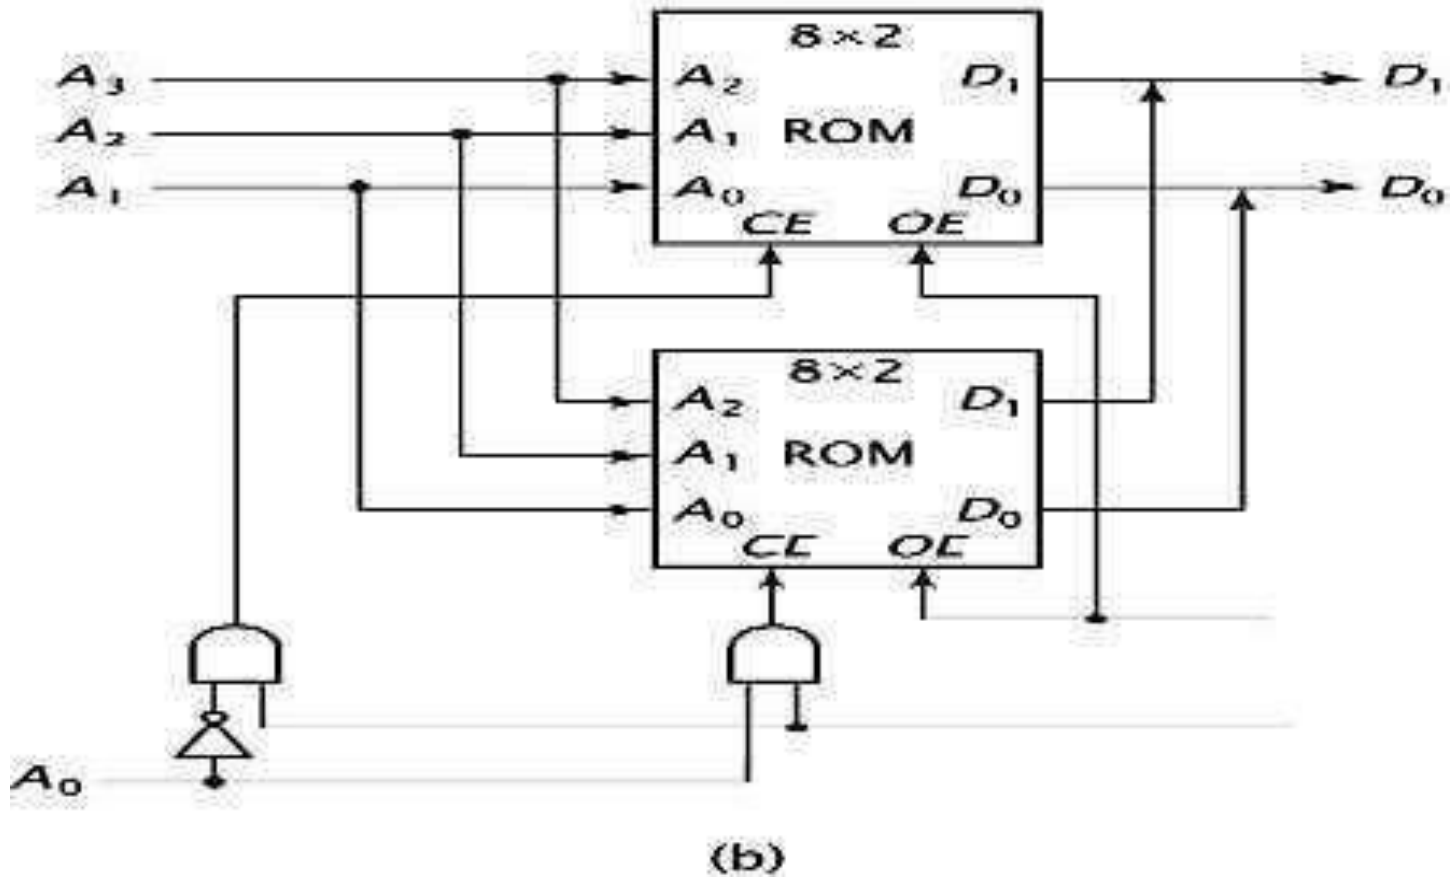 8×2
A₃ A₂ D₁ D₁
A₂ A₁ ROM
A₁ A₀ D₀ D₀
CE OE
8×2
A₂ D₁
A₁ ROM
A₀ D₀
CE OE
A₀
(b)